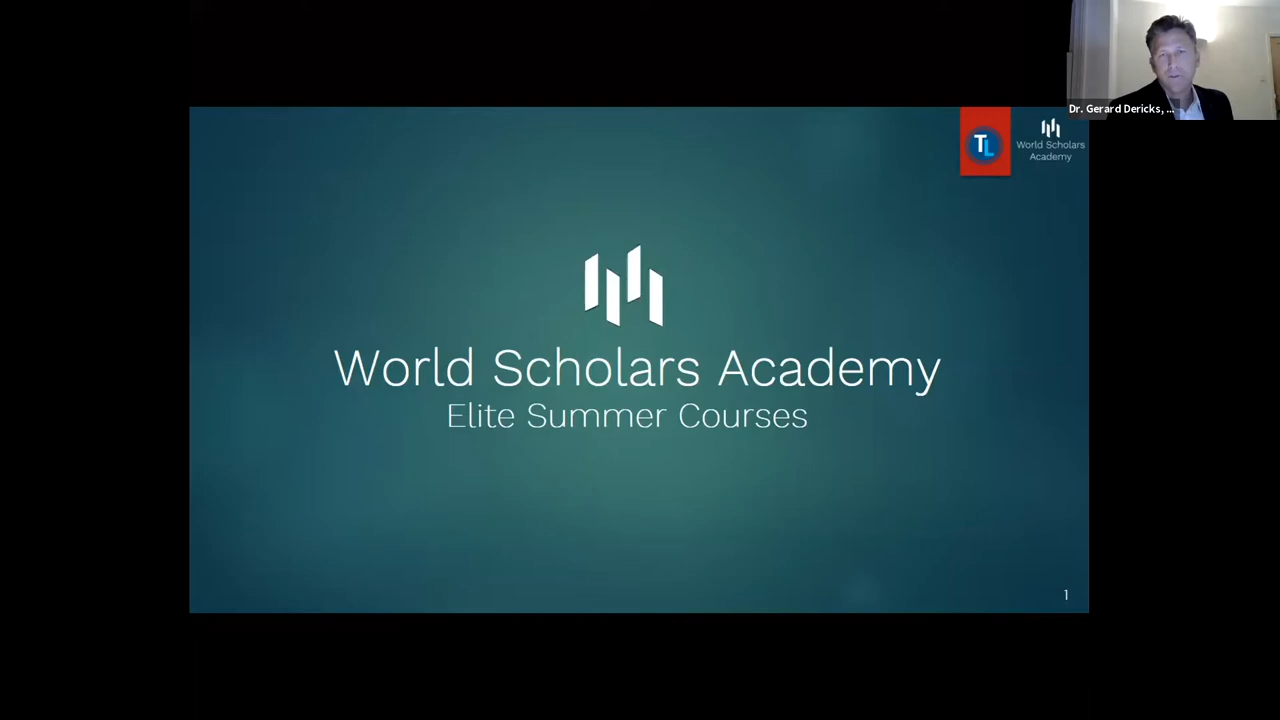 Dr. Gerard Dericks, ...
TL
World Scholars
Academy
World Scholars Academy
Elite Summer Courses
1